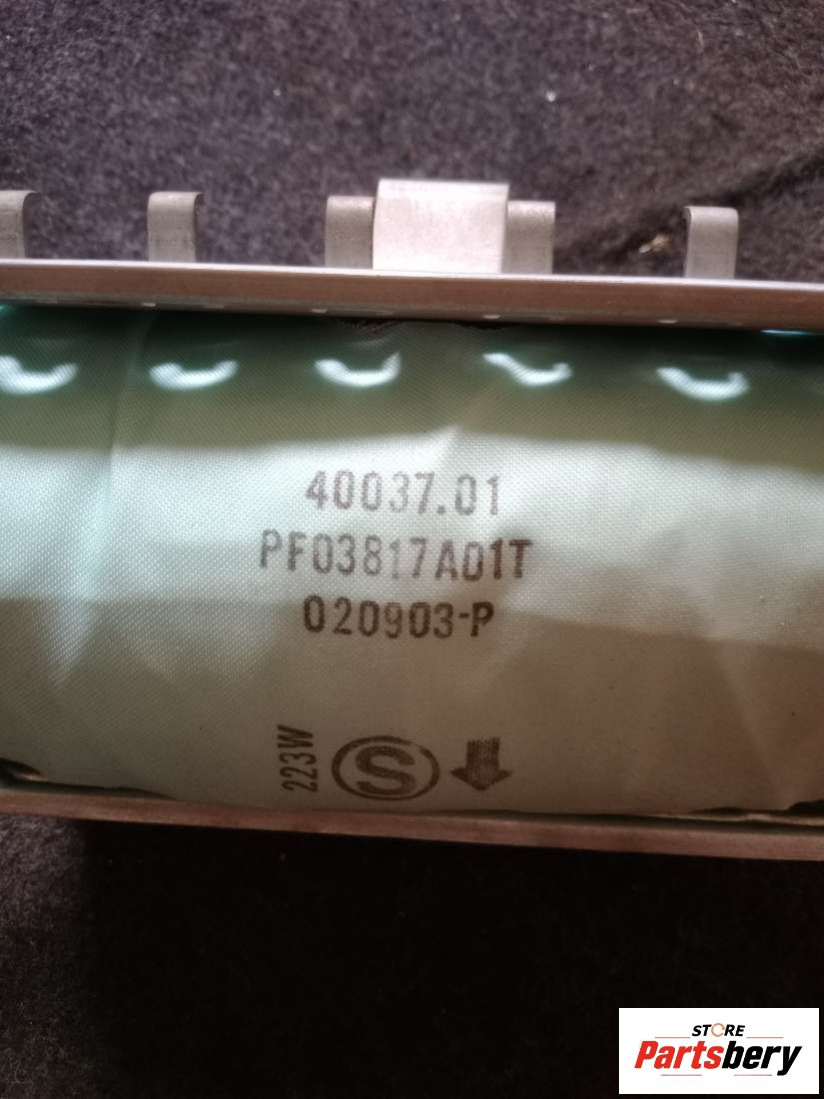 40037.01
PF03817A01T
020903-P
223W
S
STORE
Partsbery